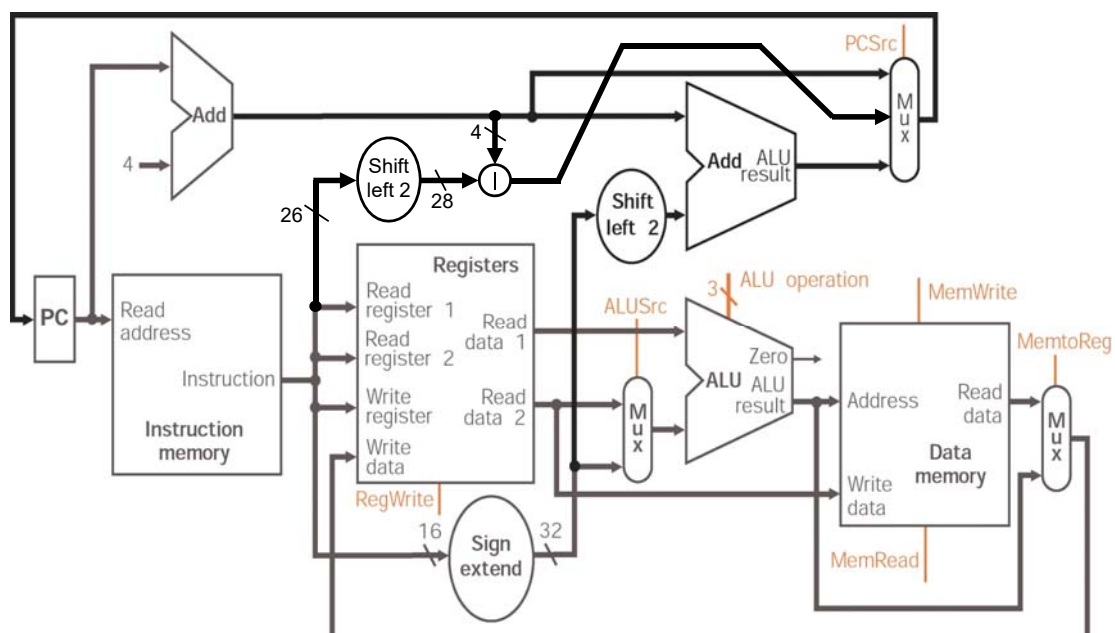 PCSrc
Add
4
M
u
x
4
Shift
left 2
28
|
26
Add
ALU
result
Shift
left 2
PC
Read
address
Instruction
Instruction
memory
Registers
Read
register 1
Read
register 2
Write
register
Write
data
Read
data 1
Read
data 2
RegWrite
16
Sign
extend
32
ALUSrc
M
u
x
3
ALU operation
Zero
ALU
ALU
result
MemWrite
Address
Read
data
Data
memory
Write
data
MemRead
MemtoReg
M
u
x